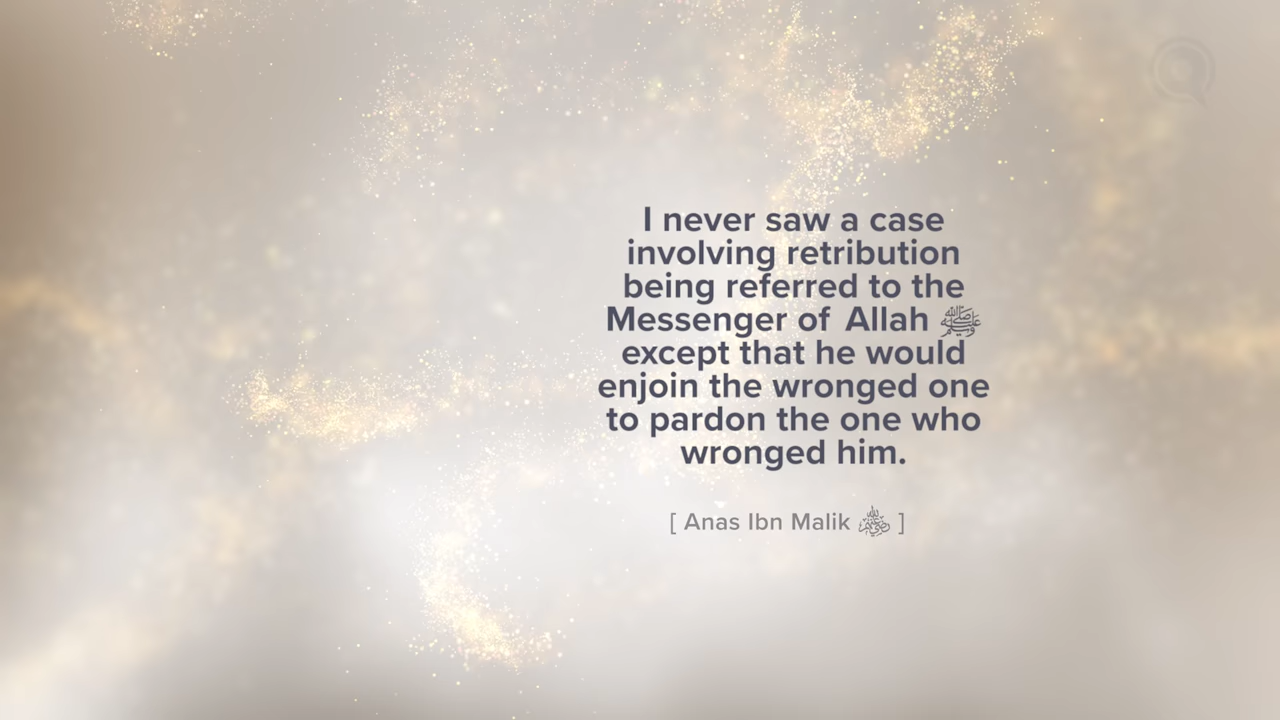 I never saw a case
involving retribution
being referred to the
Messenger of Allah ﷺ
except that he would
enjoin the wronged one
to pardon the one who
wronged him.
[ Anas Ibn Malik رضي الله عنه ]